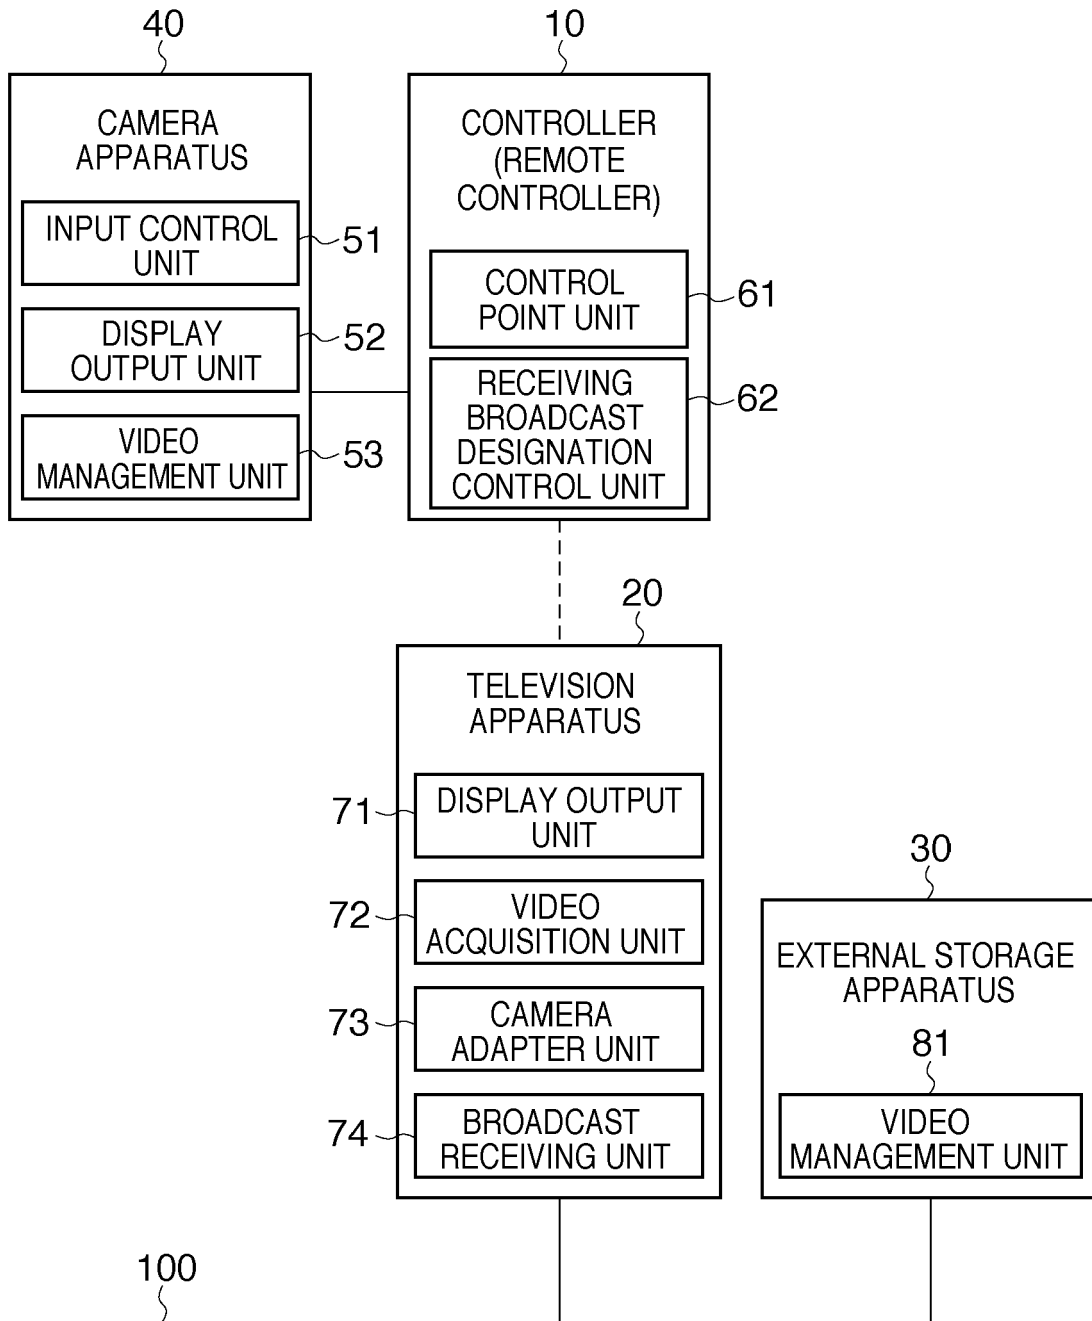 40
CAMERA
APPARATUS
INPUT CONTROL
UNIT
51
DISPLAY
OUTPUT UNIT
52
VIDEO
MANAGEMENT UNIT
53
10
CONTROLLER
(REMOTE
CONTROLLER)
CONTROL
POINT UNIT
61
RECEIVING
BROADCAST
DESIGNATION
CONTROL UNIT
62
20
TELEVISION
APPARATUS
71
DISPLAY OUTPUT
UNIT
72
VIDEO
ACQUISITION UNIT
73
CAMERA
ADAPTER UNIT
74
BROADCAST
RECEIVING UNIT
30
EXTERNAL STORAGE
APPARATUS
81
VIDEO
MANAGEMENT UNIT
100